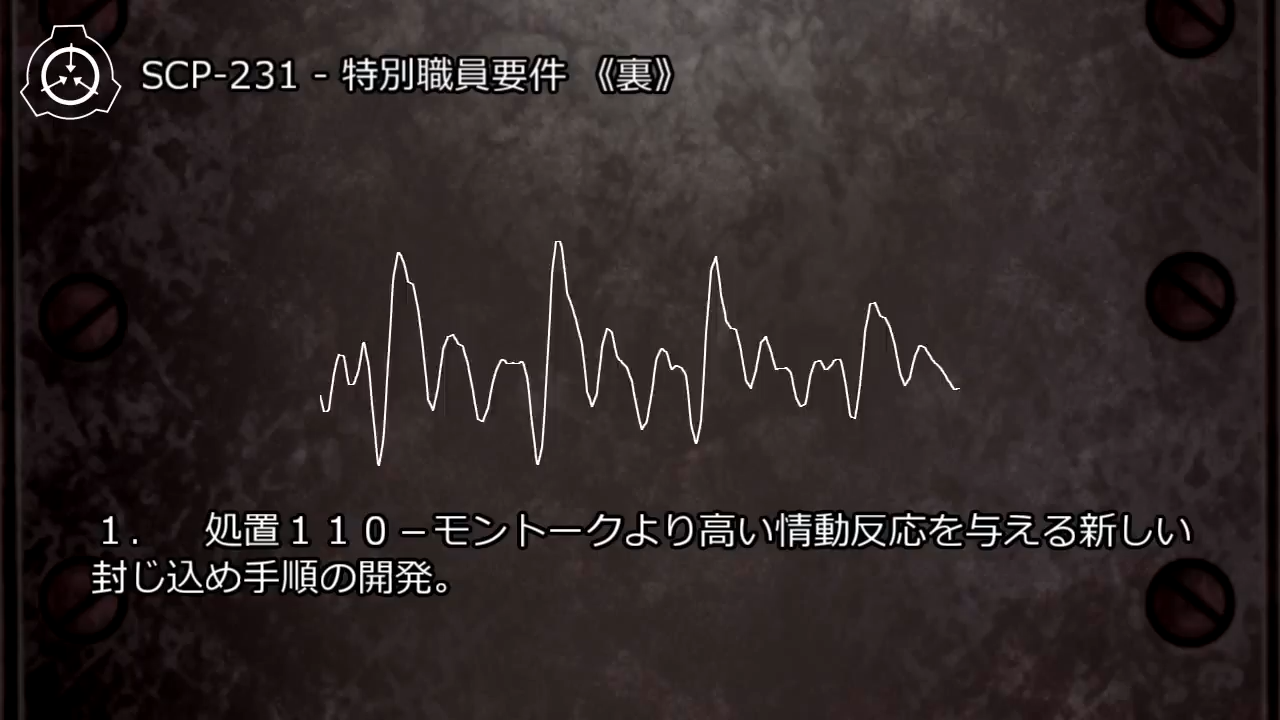 SCP-231 - 特別職員要件 《裏》
１.　処置１１０－モントークより高い情動反応を与える新しい
封じ込め手順の開発。